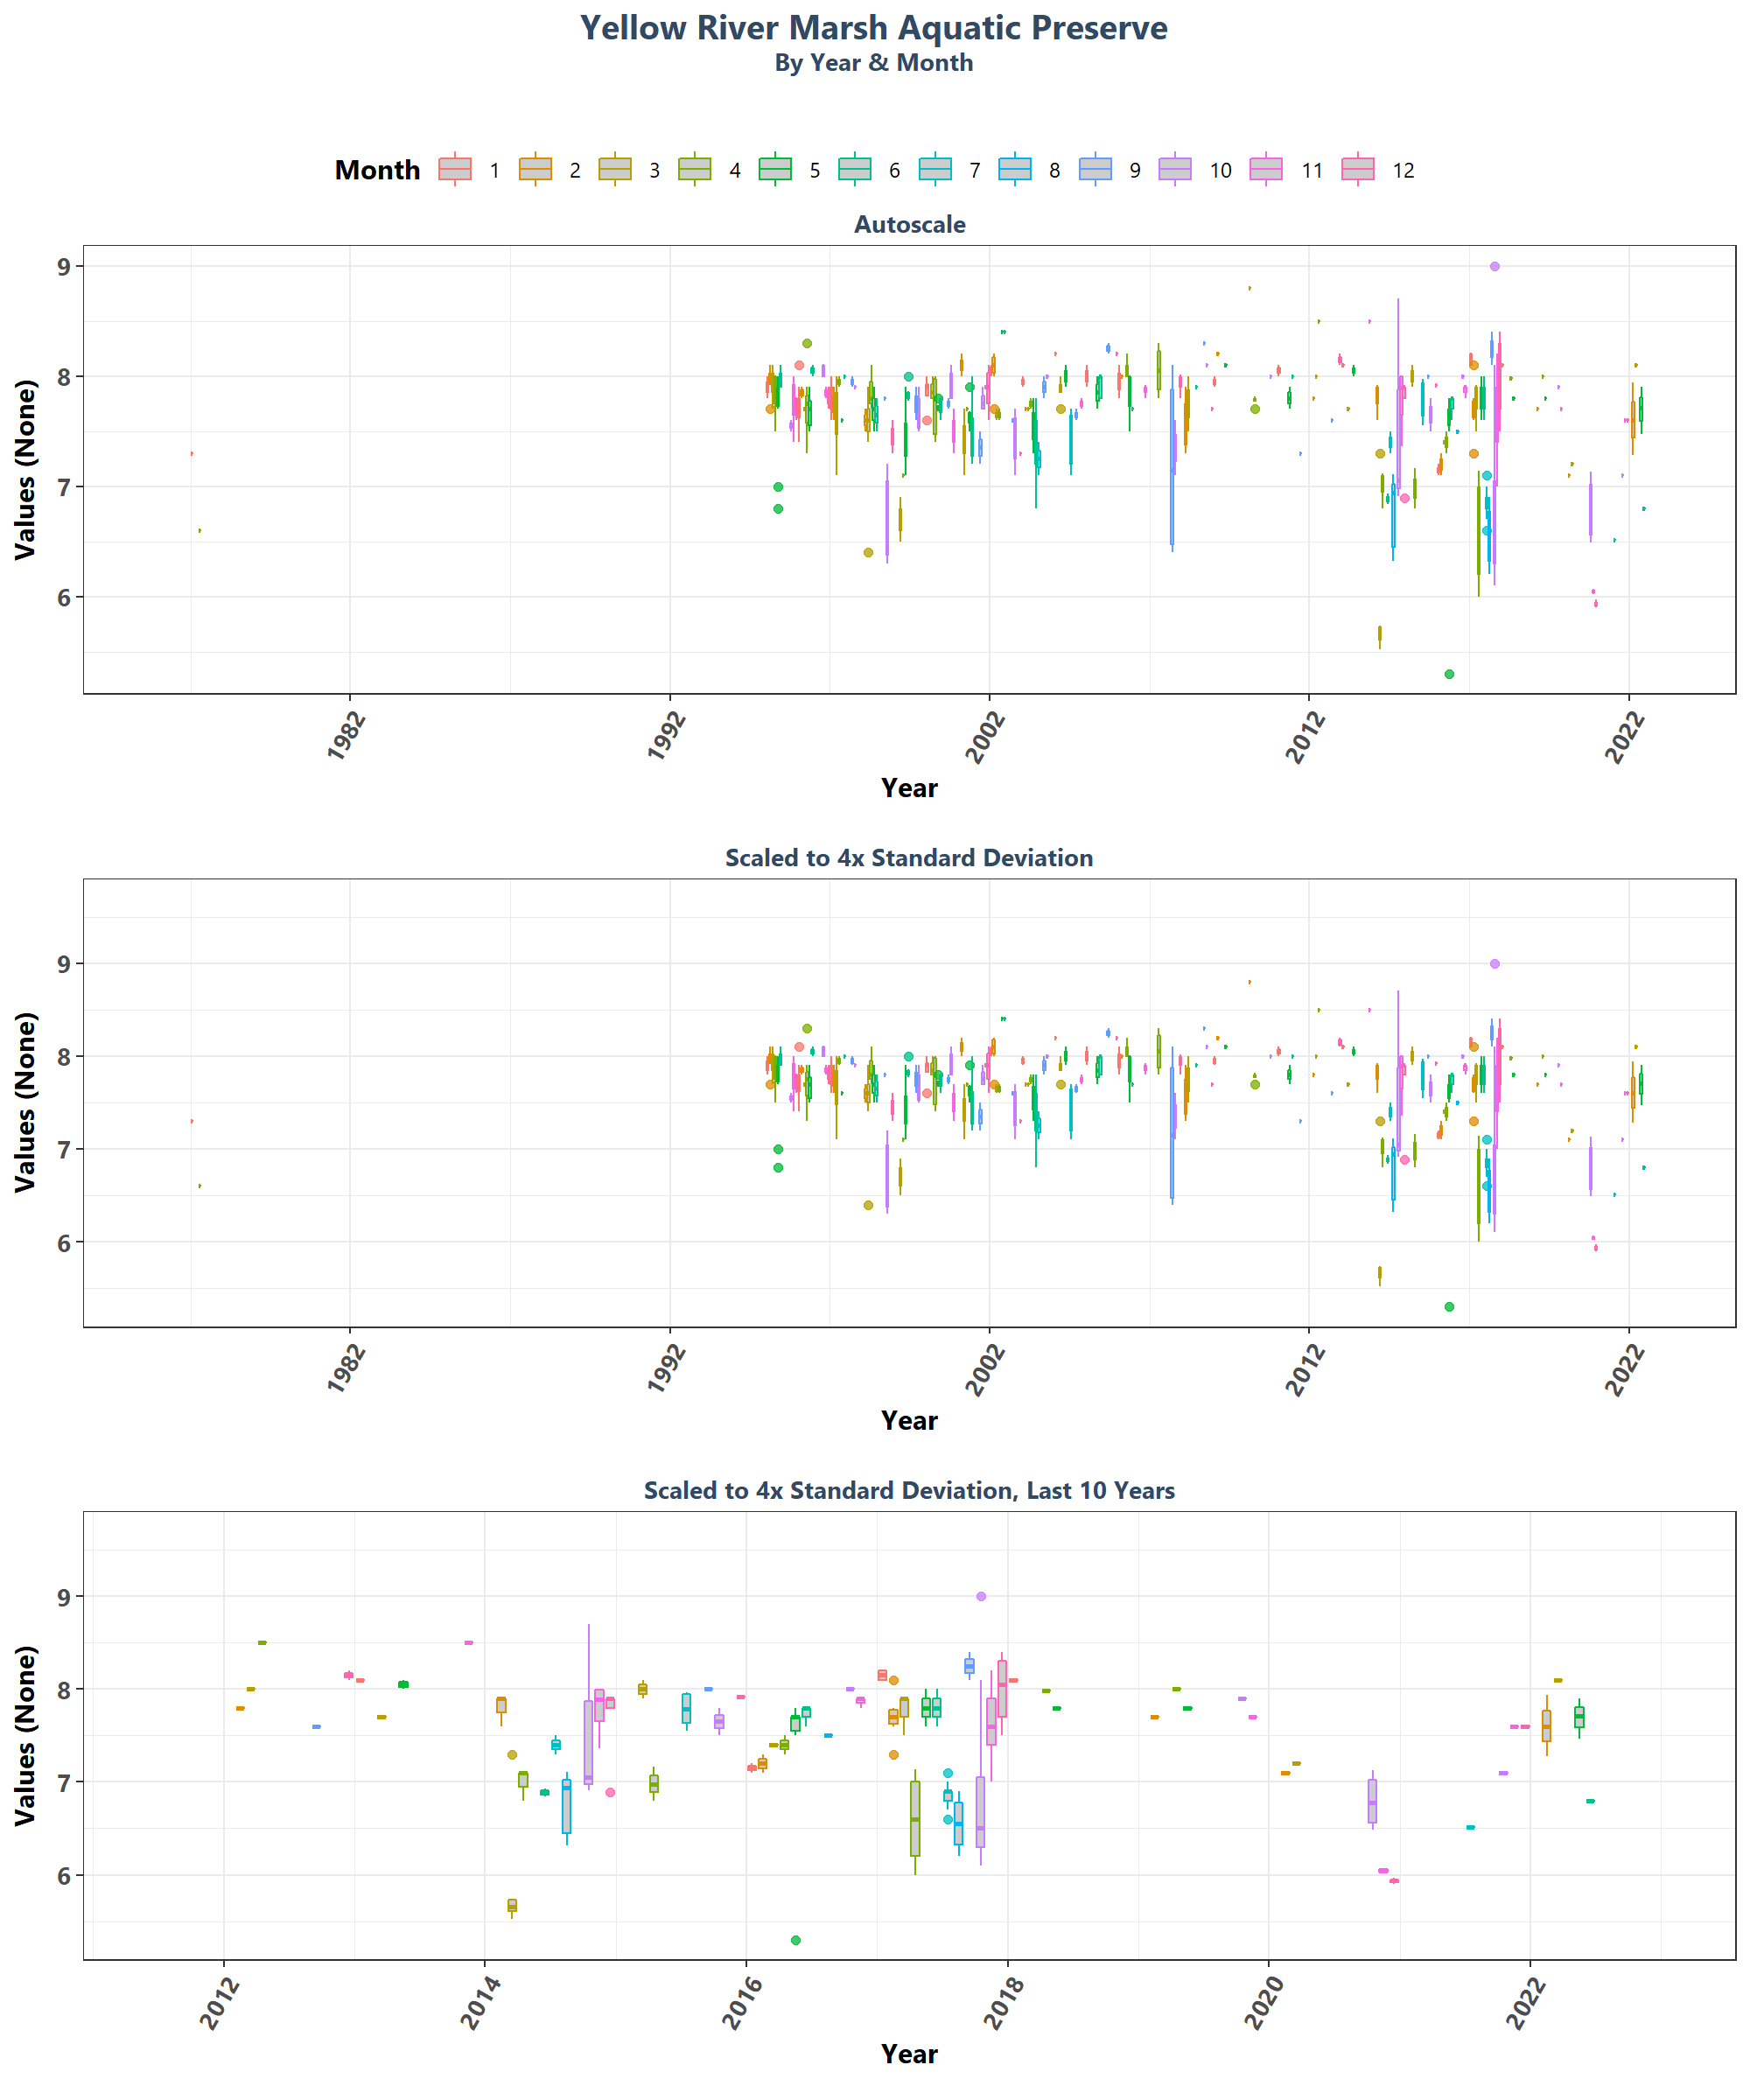 Yellow River Marsh Aquatic Preserve
By Year & Month
Month 1 2 3 4 5 6 7 8 9 10 11 12
Autoscale
Values (None)
9
8
7
6
1982 1992 2002 2012 2022
Year
Scaled to 4x Standard Deviation
Values (None)
9
8
7
6
1982 1992 2002 2012 2022
Year
Scaled to 4x Standard Deviation, Last 10 Years
Values (None)
9
8
7
6
2012 2014 2016 2018 2020 2022
Year